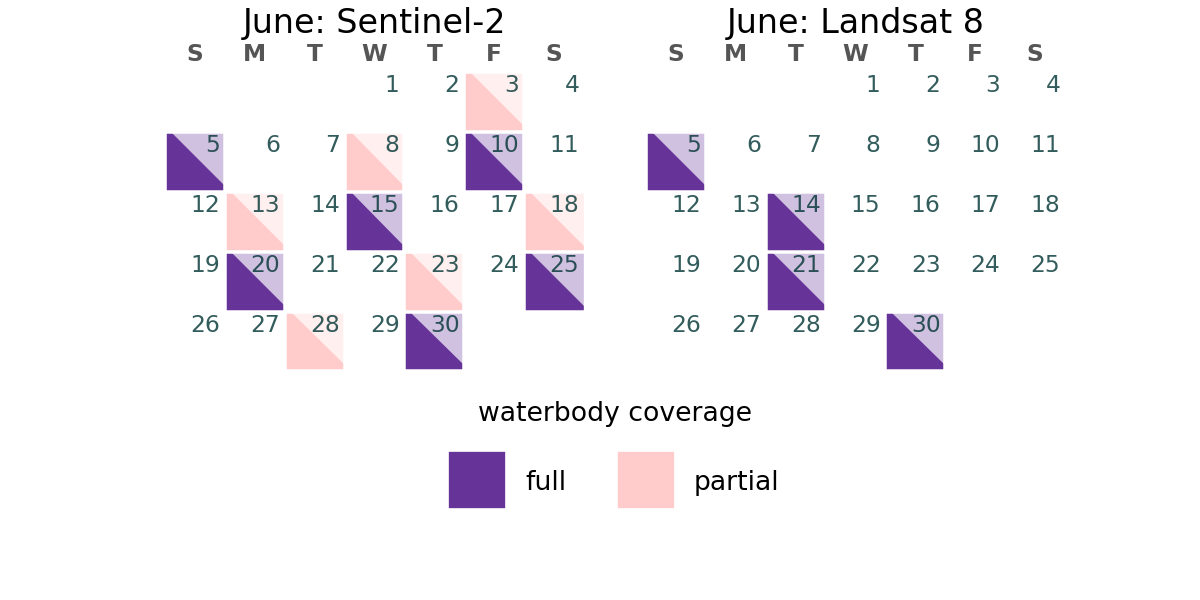 June: Sentinel-2
S M T W T F S
1 2 3 4
5 6 7 8 9 10 11
12 13 14 15 16 17 18
19 20 21 22 23 24 25
26 27 28 29 30
June: Landsat 8
S M T W T F S
1 2 3 4
5 6 7 8 9 10 11
12 13 14 15 16 17 18
19 20 21 22 23 24 25
26 27 28 29 30
waterbody coverage
full partial